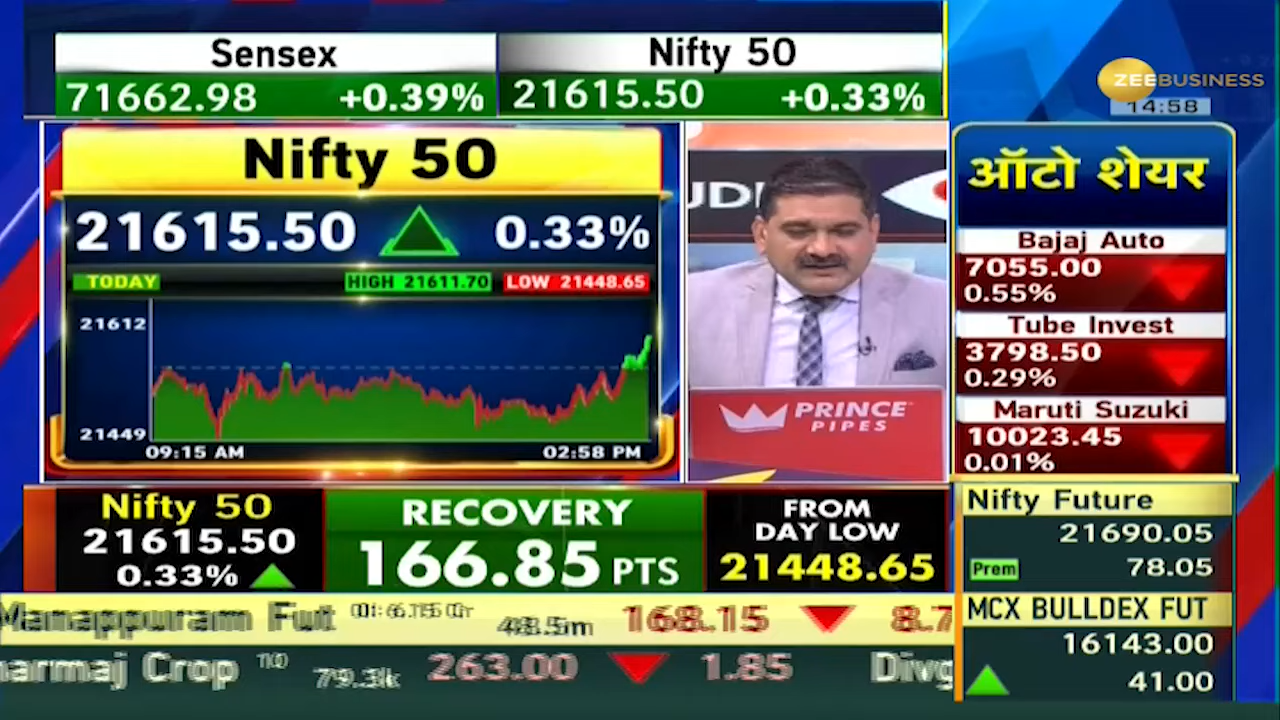 Sensex
71662.98 +0.39%
Nifty 50
21615.50 +0.33%
ZEEBUSINESS
14:58
Nifty 50
21615.50 0.33%
TODAY HIGH 21611.70 LOW 21448.65
21612
21449
09:15 AM 02:58 PM
PRINCE
PIPES
ऑटो शेयर
Bajaj Auto
7055.00
0.55%
Tube Invest
3798.50
0.29%
Maruti Suzuki
10023.45
0.01%
Nifty 50
21615.50
0.33%
RECOVERY
166.85 PTS
FROM
DAY LOW
21448.65
Nifty Future
21690.05
Prem 78.05
MCX BULLDEX FUT
16143.00
41.00
Manappuram Fut 48.5m 168.15 8.7
armaj Crop 79.3k 263.00 1.85 Divg